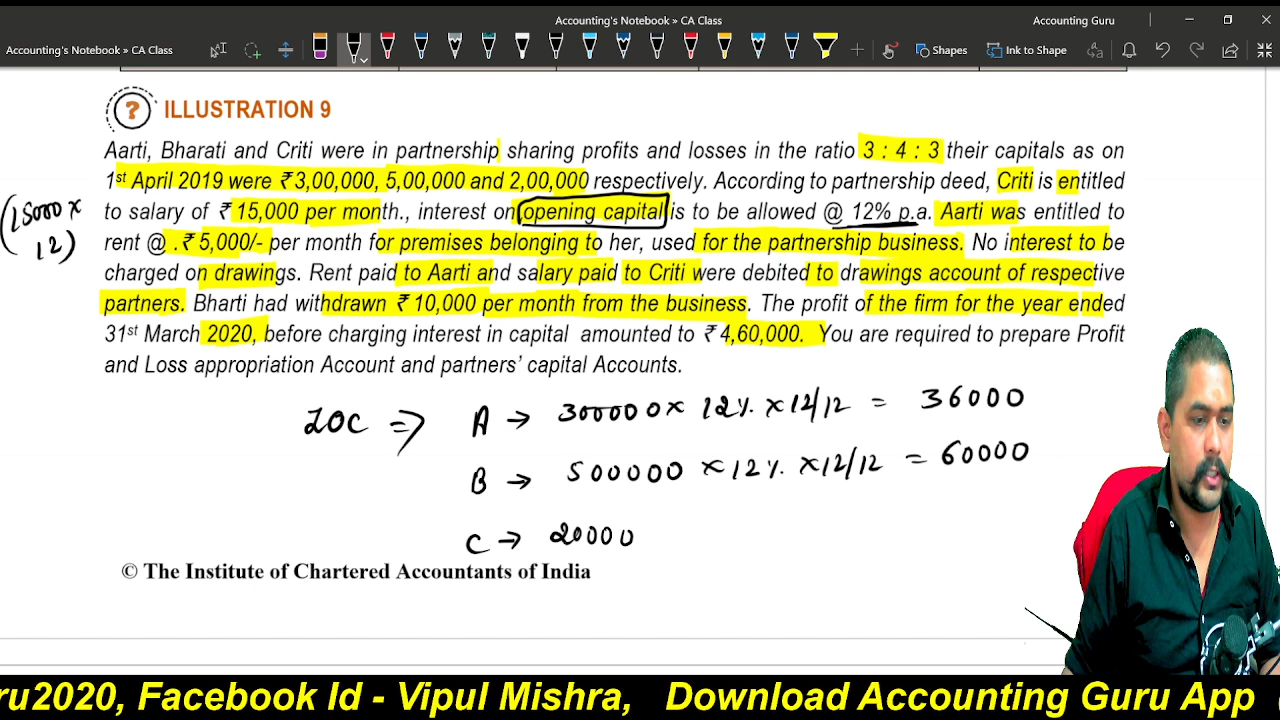 Accounting's Notebook » CA Class
Accounting Guru
Accounting's Notebook » CA Class
Shapes
Ink to Shape
? ILLUSTRATION 9
Aarti, Bharati and Criti were in partnership sharing profits and losses in the ratio 3 : 4 : 3 their capitals as on
1st April 2019 were ₹ 3,00,000, 5,00,000 and 2,00,000 respectively. According to partnership deed, Criti is entitled
to salary of ₹ 15,000 per month., interest on opening capital is to be allowed @ 12% p.a. Aarti was entitled to
rent @ .₹ 5,000/- per month for premises belonging to her, used for the partnership business. No interest to be
charged on drawings. Rent paid to Aarti and salary paid to Criti were debited to drawings account of respective
partners. Bharti had withdrawn ₹ 10,000 per month from the business. The profit of the firm for the year ended
31st March 2020, before charging interest in capital amounted to ₹ 4,60,000. You are required to prepare Profit
and Loss appropriation Account and partners' capital Accounts.
(15000 x
12)
IOC => A → 300000 x 12% x 12/12 = 36000
B → 500000 x 12% x 12/12 = 60000
C → 20000
© The Institute of Chartered Accountants of India
ru2020, Facebook Id - Vipul Mishra, Download Accounting Guru App